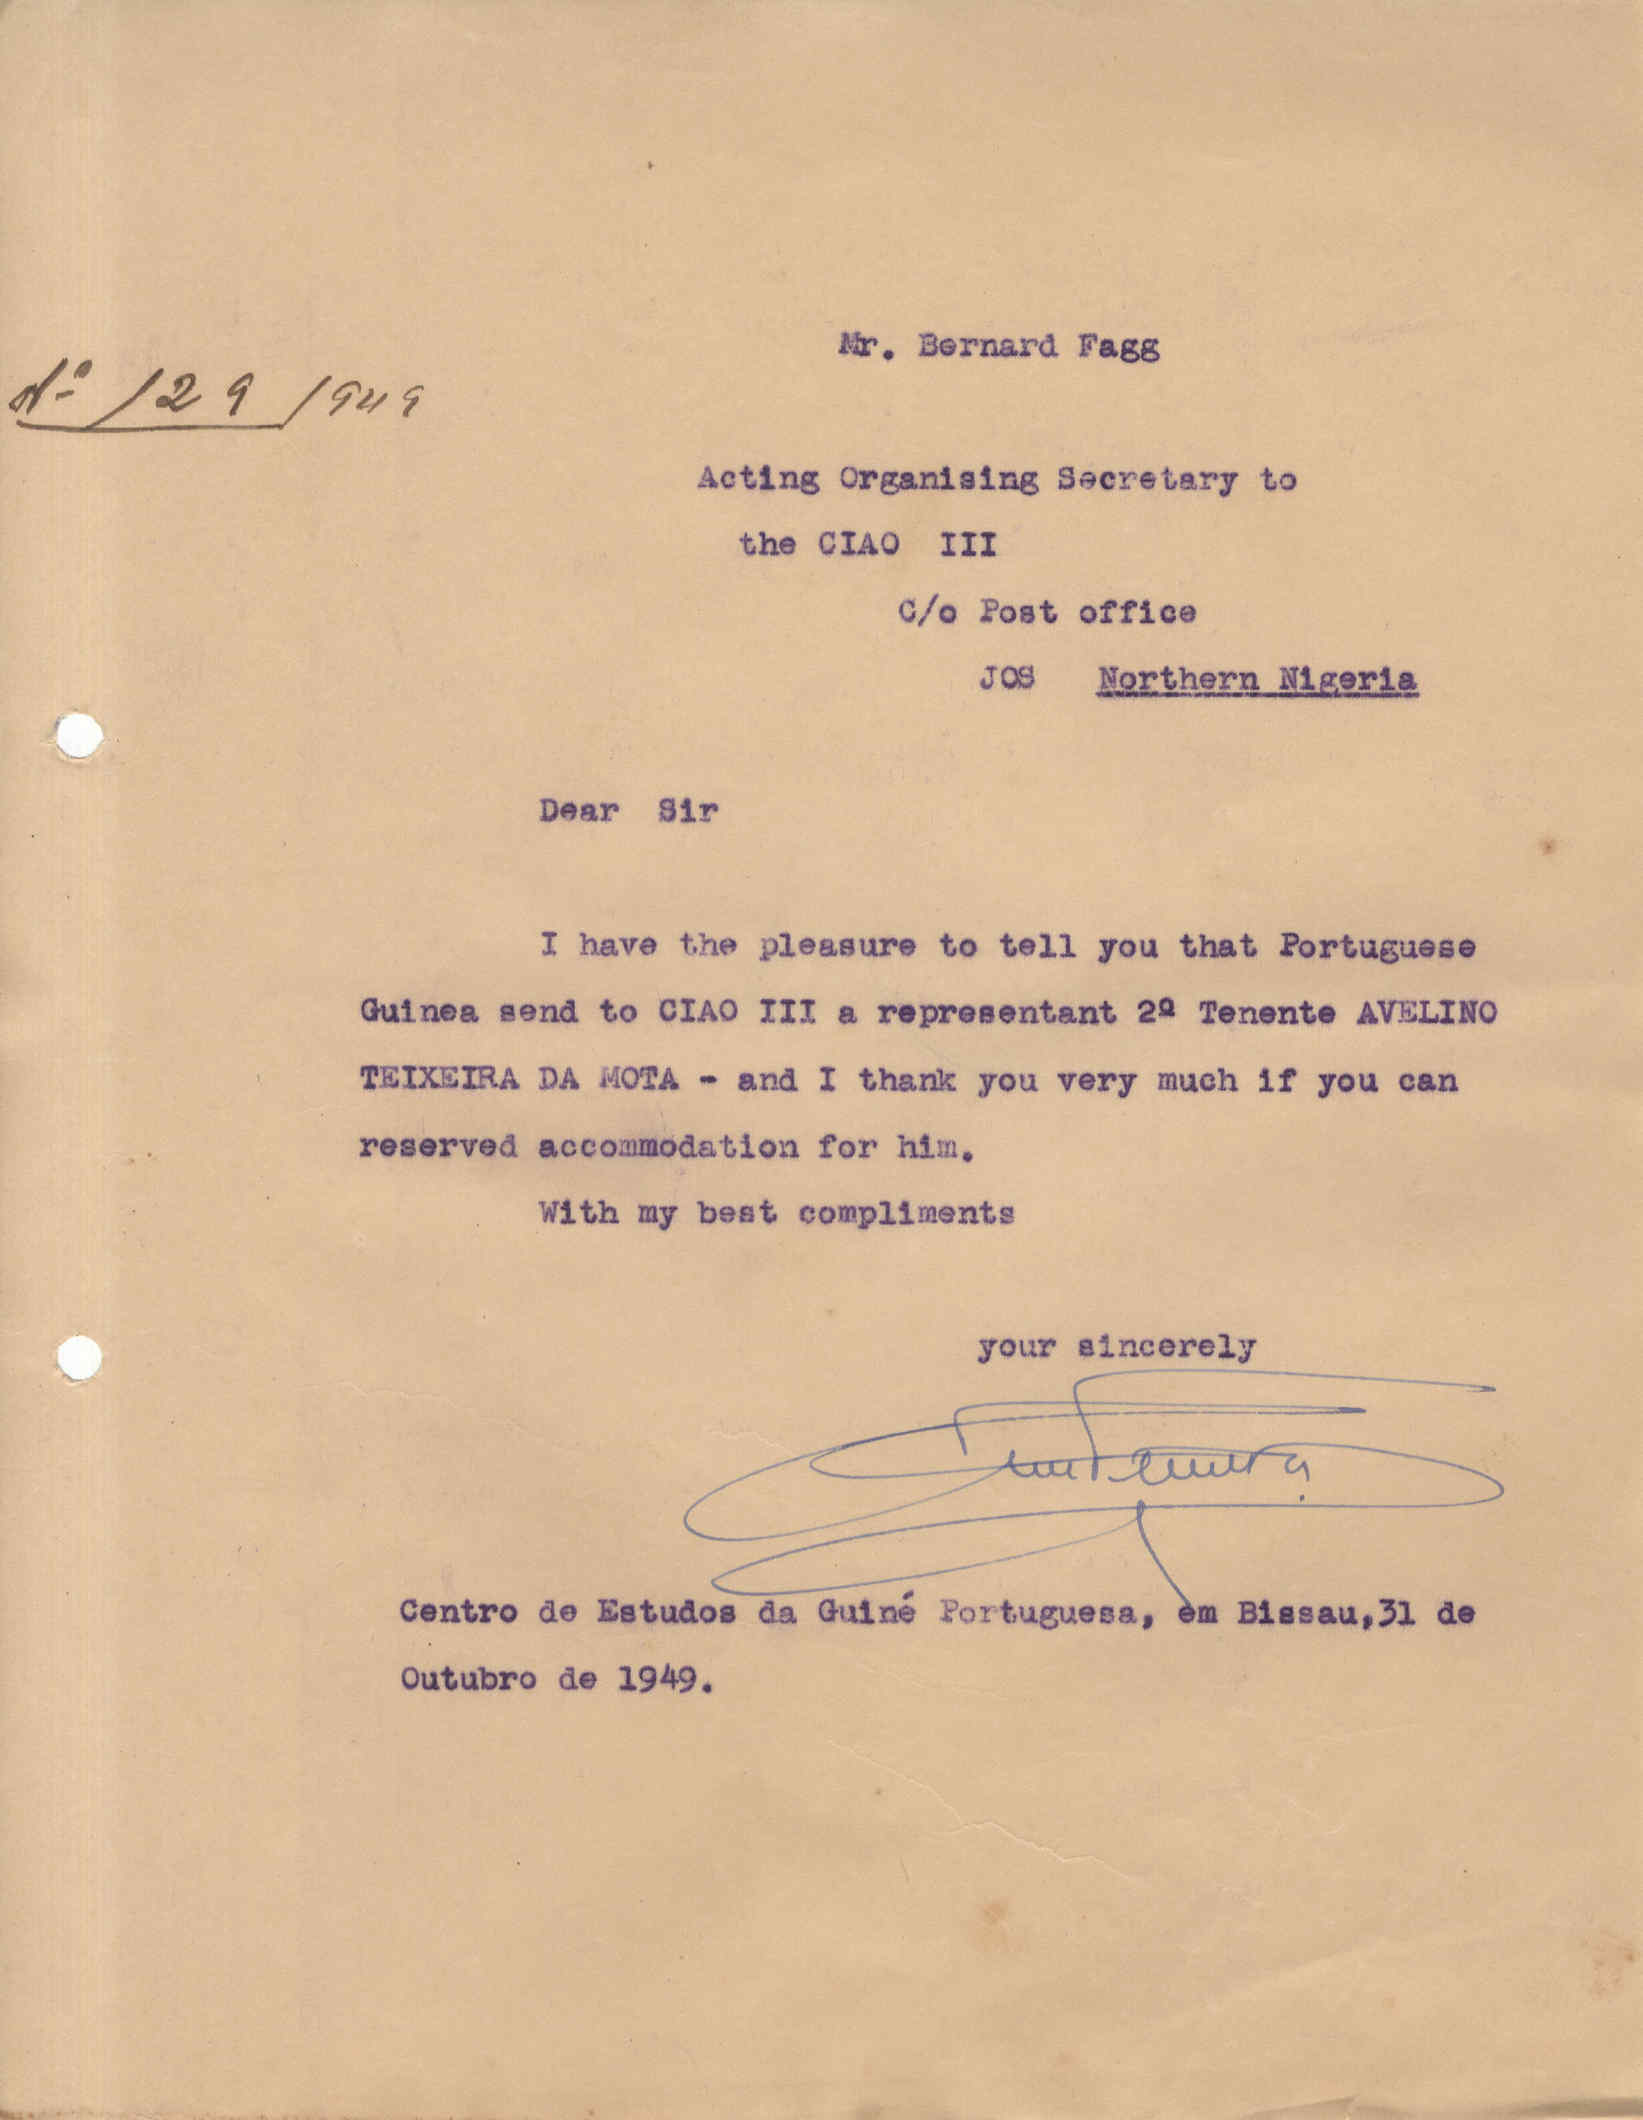 Mr. Bernard Fagg
Nº 129/949
Acting Organising Secretary to
the CIAO III
C/o Post office
JOS Northern Nigeria
Dear Sir
I have the pleasure to tell you that Portuguese
Guinea send to CIAO III a representant 2º Tenente AVELINO
TEIXEIRA DA MOTA - and I thank you very much if you can
reserved accommodation for him.
With my best compliments
your sincerely
Centro de Estudos da Guiné Portuguesa, em Bissau,31 de
Outubro de 1949.